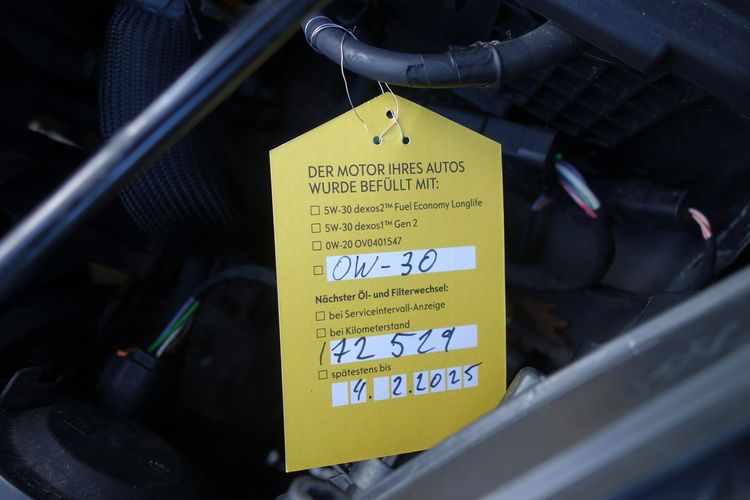 DER MOTOR IHRES AUTOS
WURDE BEFÜLLT MIT:
5W-30 dexos2™ Fuel Economy Longlife
5W-30 dexos1™ Gen 2
0W-20 OV0401547
0W-30
Nächster Öl- und Filterwechsel:
bei Serviceintervall-Anzeige
bei Kilometerstand
172 529
spätestens bis
4.2.2025